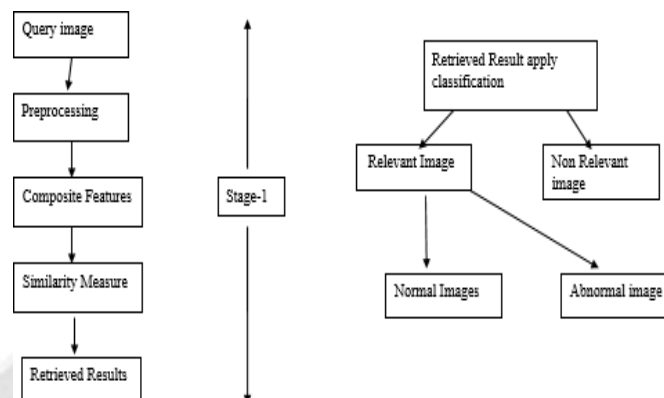 Query image
Preprocessing
Composite Features
Similarity Measure
Retrieved Results
Stage-1
Retrieved Result apply
classification
Relevant Image
Non Relevant
image
Normal Images
Abnormal image